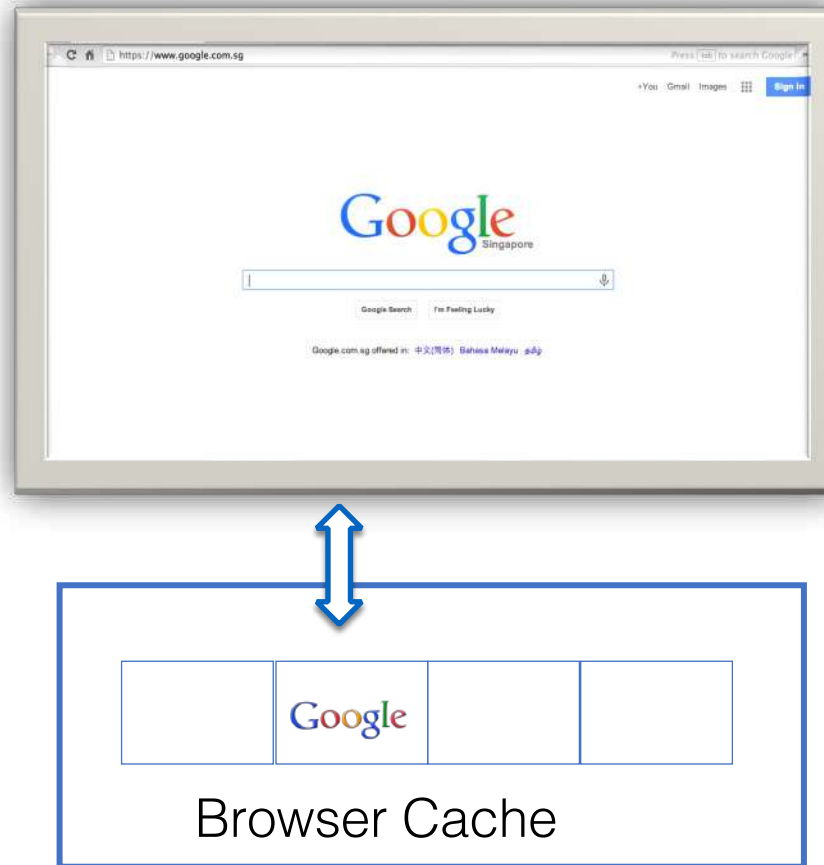 https://www.google.com.sg Press tab to search Google
+You Gmail Images Sign In
Google
Singapore
Google Search I'm Feeling Lucky
Google.com.sg offered in: 中文(简体) Bahasa Melayu தமிழ்
Google
Browser Cache